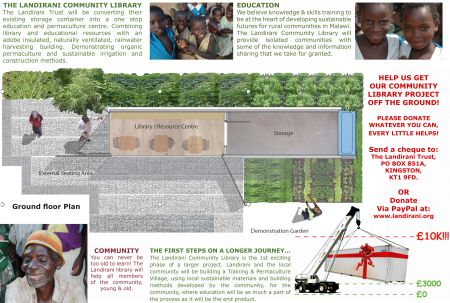 THE LANDIRANI COMMUNITY LIBRARY
The Landirani Trust will be converting their
existing storage container into a one stop
education and permaculture centre. Combining
library and educational resources with an
adobe insulated, naturally ventilated, rainwater
harvesting building. Demonstrating organic
permaculture and sustainable irrigation and
construction methods.
EDUCATION
We believe knowledge & skills training to
be at the heart of developing sustainable
futures for rural communities in Malawi.
The Landirani Community Library will
provide isolated communities with
some of the knowledge and information
sharing that we take for granted.
Library / Resource Centre
Storage
External Seating Area
Ground floor Plan
Demonstration Garden
HELP US GET
OUR COMMUNITY
LIBRARY PROJECT
OFF THE GROUND!
PLEASE DONATE
WHATEVER YOU CAN,
EVERY LITTLE HELPS!
Send a cheque to:
The Landirani Trust,
PO BOX 851A,
KINGSTON,
KT1 9FD.
OR
Donate
Via PayPal at:
www.landirani.org
£10K!!!
£3000
£0
COMMUNITY
You can never be
too old to learn! The
Landirani library will
help all members
of the community,
young & old.
THE FIRST STEPS ON A LONGER JOURNEY...
The Landirani Community Library is the 1st exciting
phase of a larger project. Landirani and the local
community will be building a Training & Permaculture
Village, using local sustainable materials and building
methods developed by the community, for the
community, where education will be as much a part of
the process as it will be the end product.